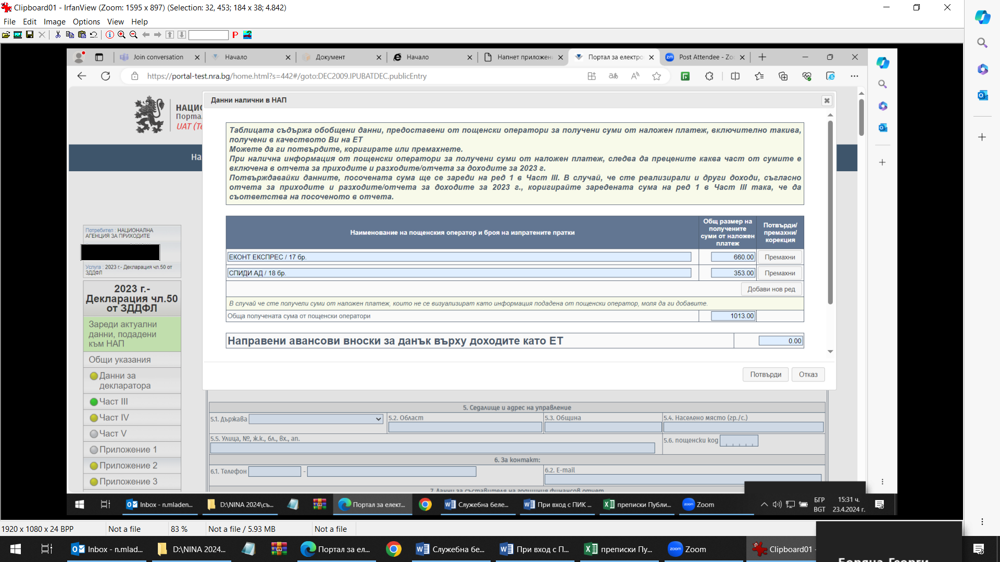 Clipboard01 - IrfanView (Zoom: 1595 x 897) (Selection: 32, 453; 184 x 38; 4.842)
File Edit Image Options View Help
Join conversation
Начало
Документ
Начало
Напнет приложен
Портал за електро
Post Attendee - Zo
https://portal-test.nra.bg/home.html?s=442#/goto:DEC2009.IPUBATDEC.publicEntry
НАЦИО
Порта
UAT (Te
На
Данни налични в НАП
Таблицата съдържа обобщени данни, предоставени от пощенски оператори за получени суми от наложен платеж, включително такива,
получени в качеството Ви на ЕТ
Можете да ги потвърдите, коригирате или премахнете.
При налична информация от пощенски оператори за получени суми от наложен платеж, следва да прецените каква част от сумите е
включена в отчета за приходите и разходите/отчета за доходите за 2023 г.
Потвърждавайки данните, посочената сума ще се зареди на ред 1 в Част III. В случай, че сте реализирали и други доходи, съгласно
отчета за приходите и разходите/отчета за доходите за 2023 г., коригирайте заредената сума на ред 1 в Част III така, че да
съответства на посоченото в отчета.
Наименование на пощенския оператор и броя на изпратените пратки
Общ размер на
получените
суми от наложен
платеж
Потвърди/
премахни/
корекция
ЕКОНТ ЕКСПРЕС / 17 бр. 660.00 Премахни
СПИДИ АД / 18 бр. 353.00 Премахни
Добави нов ред
В случай че сте получели суми от наложен платеж, които не се визуализират като информация подадена от пощенски оператор, моля да ги добавите.
Обща получената сума от пощенски оператори 1013.00
Направени авансови вноски за данък върху доходите като ЕТ 0.00
Потвърди Отказ
Потребител : НАЦИОНАЛНА
АГЕНЦИЯ ЗА ПРИХОДИТЕ
Услуга : 2023 г.- Декларация чл.50 от
ЗДДФЛ
2023 г.-
Декларация чл.50
от ЗДДФЛ
Зареди актуални
данни, подадени
към НАП
Общи указания
Данни за
декларатора
Част III
Част IV
Част V
Приложение 1
Приложение 2
Приложение 3
5. Седалище и адрес на управление
5.1. Държава 5.2. Област 5.3. Община 5.4. Населено място (гр./с.)
5.5. Улица, №, ж.к., бл., вх., ап. 5.6. пощенски код
6. За контакт:
6.1. Телефон - 6.2. E-mail
7. Данни за съставителя на годишния финансов отчет
Inbox - n.mladen...
D:\NINA 2024\съ...
Портал за елект...
Служебна беле...
При вход с ПИК ...
преписки Публи...
Zoom
БГР
BGT
15:31 ч.
23.4.2024 г.
1920 x 1080 x 24 BPP Not a file 83 % Not a file / 5.93 MB Not a file
Inbox - n.mlad...
D:\NINA 2024...
Портал за ел...
Служебна бе...
При вход с П...
преписки Пу...
Zoom
Clipboard01 -